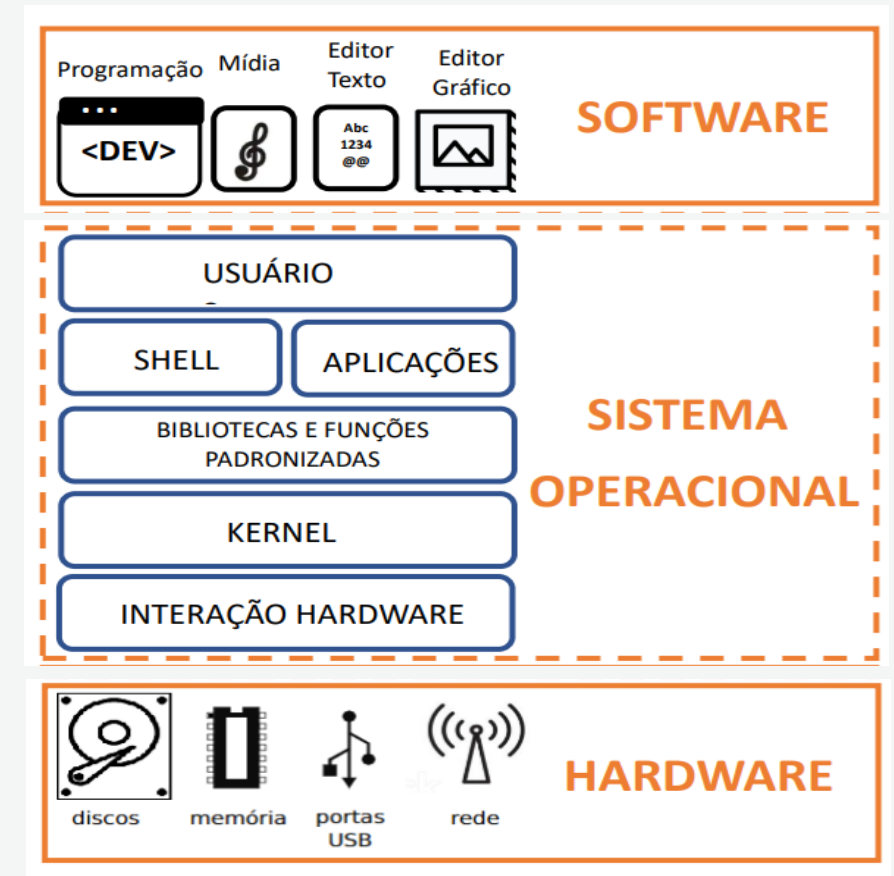 Programação
Mídia
Editor
Texto
Editor
Gráfico
<DEV>
Abc
1234
@@
SOFTWARE
USUÁRIO
SHELL
APLICAÇÕES
BIBLIOTECAS E FUNÇÕES
PADRONIZADAS
KERNEL
INTERAÇÃO HARDWARE
SISTEMA
OPERACIONAL
discos
memória
portas
USB
rede
HARDWARE